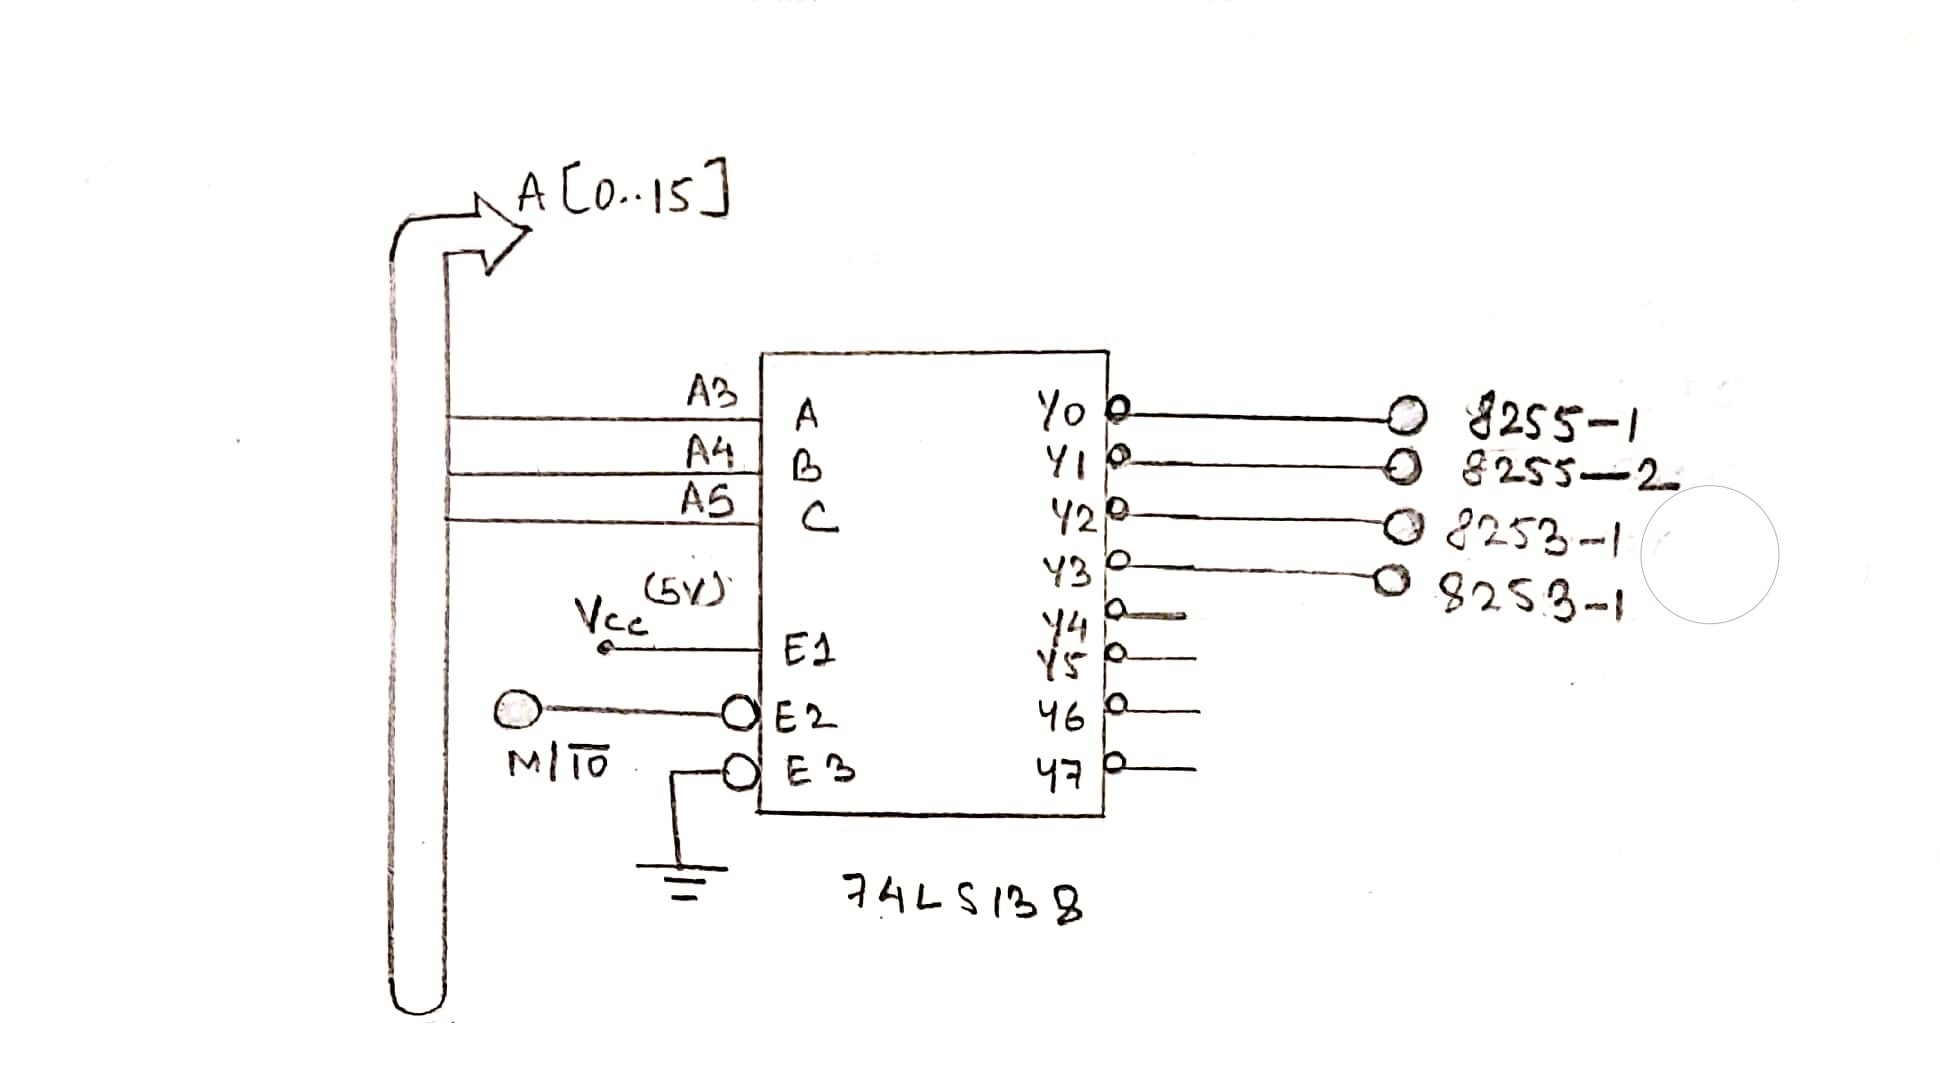 A[0..15]
A3
A4
A5
A
B
C
Vcc (5V)
E1
E2
E3
M/I̅O̅
Y0
Y1
Y2
Y3
Y4
Y5
Y6
Y7
8255-1
8255-2
8253-1
8253-1
74LS138